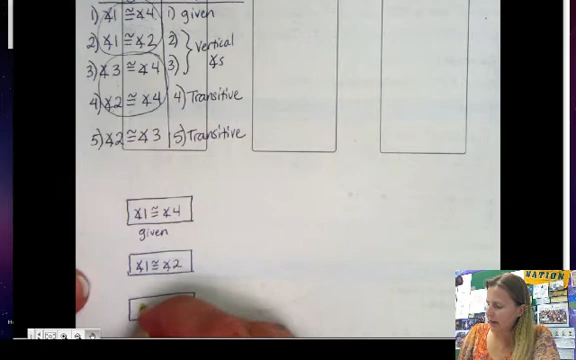 1) ∡1 ≅ ∡4 1) given
2) ∡1 ≅ ∡2 2) Vertical
3) ∡3 ≅ ∡4 3) ∡s
4) ∡2 ≅ ∡4 4) Transitive
5) ∡2 ≅ ∡3 5) Transitive
∡1 ≅ ∡4
given
∡1 ≅ ∡2
NATION